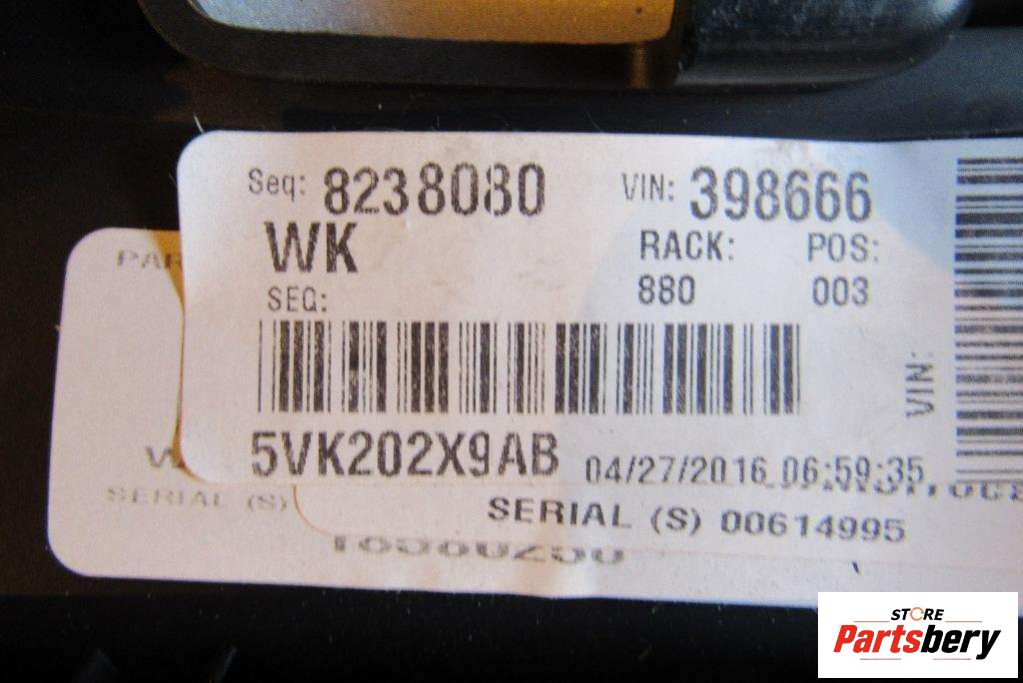 Seq: 8238080 VIN: 398666
WK RACK: POS:
SEQ: 880 003
VIN:
5VK202X9AB 04/27/2016 06:59:35
SERIAL (S)
SERIAL (S) 00614995
STORE
Partsbery